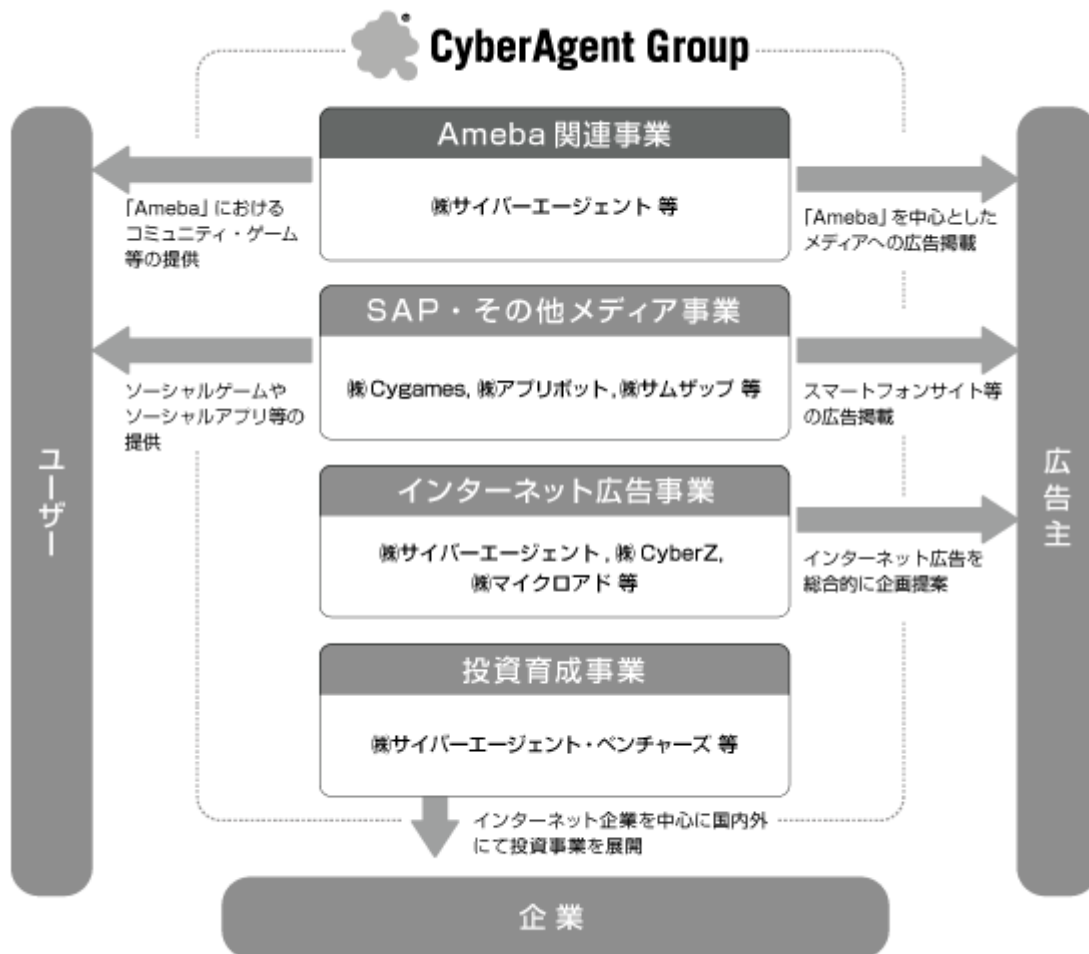 CyberAgent Group
Ameba 関連事業
㈱サイバーエージェント 等
「Ameba」における
コミュニティ・ゲーム
等の提供
「Ameba」を中心とした
メディアへの広告掲載
SAP・その他メディア事業
㈱Cygames, ㈱アプリボット, ㈱サムザップ 等
ソーシャルゲームや
ソーシャルアプリ等の
提供
スマートフォンサイト等
の広告掲載
インターネット広告事業
㈱サイバーエージェント, ㈱ CyberZ,
㈱マイクロアド 等
インターネット広告を
総合的に企画提案
投資育成事業
㈱サイバーエージェント・ベンチャーズ 等
インターネット企業を中心に国内外
にて投資事業を展開
ユーザー
広告主
企業